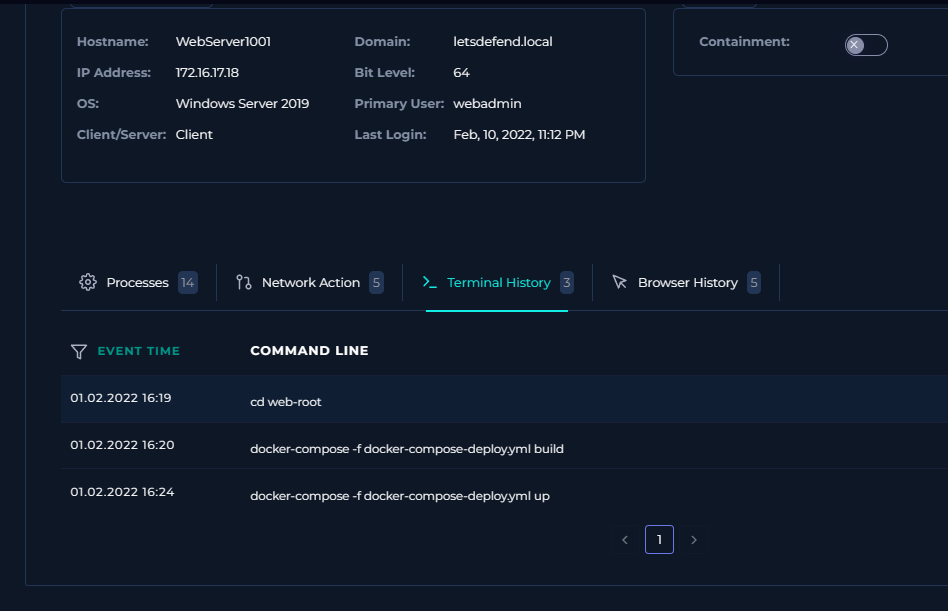 Hostname: WebServer1001 Domain: letsdefend.local Containment:
IP Address: 172.16.17.18 Bit Level: 64
OS: Windows Server 2019 Primary User: webadmin
Client/Server: Client Last Login: Feb, 10, 2022, 11:12 PM
Processes 14 Network Action 5 Terminal History 3 Browser History 5
EVENT TIME COMMAND LINE
01.02.2022 16:19 cd web-root
01.02.2022 16:20 docker-compose -f docker-compose-deploy.yml build
01.02.2022 16:24 docker-compose -f docker-compose-deploy.yml up
1